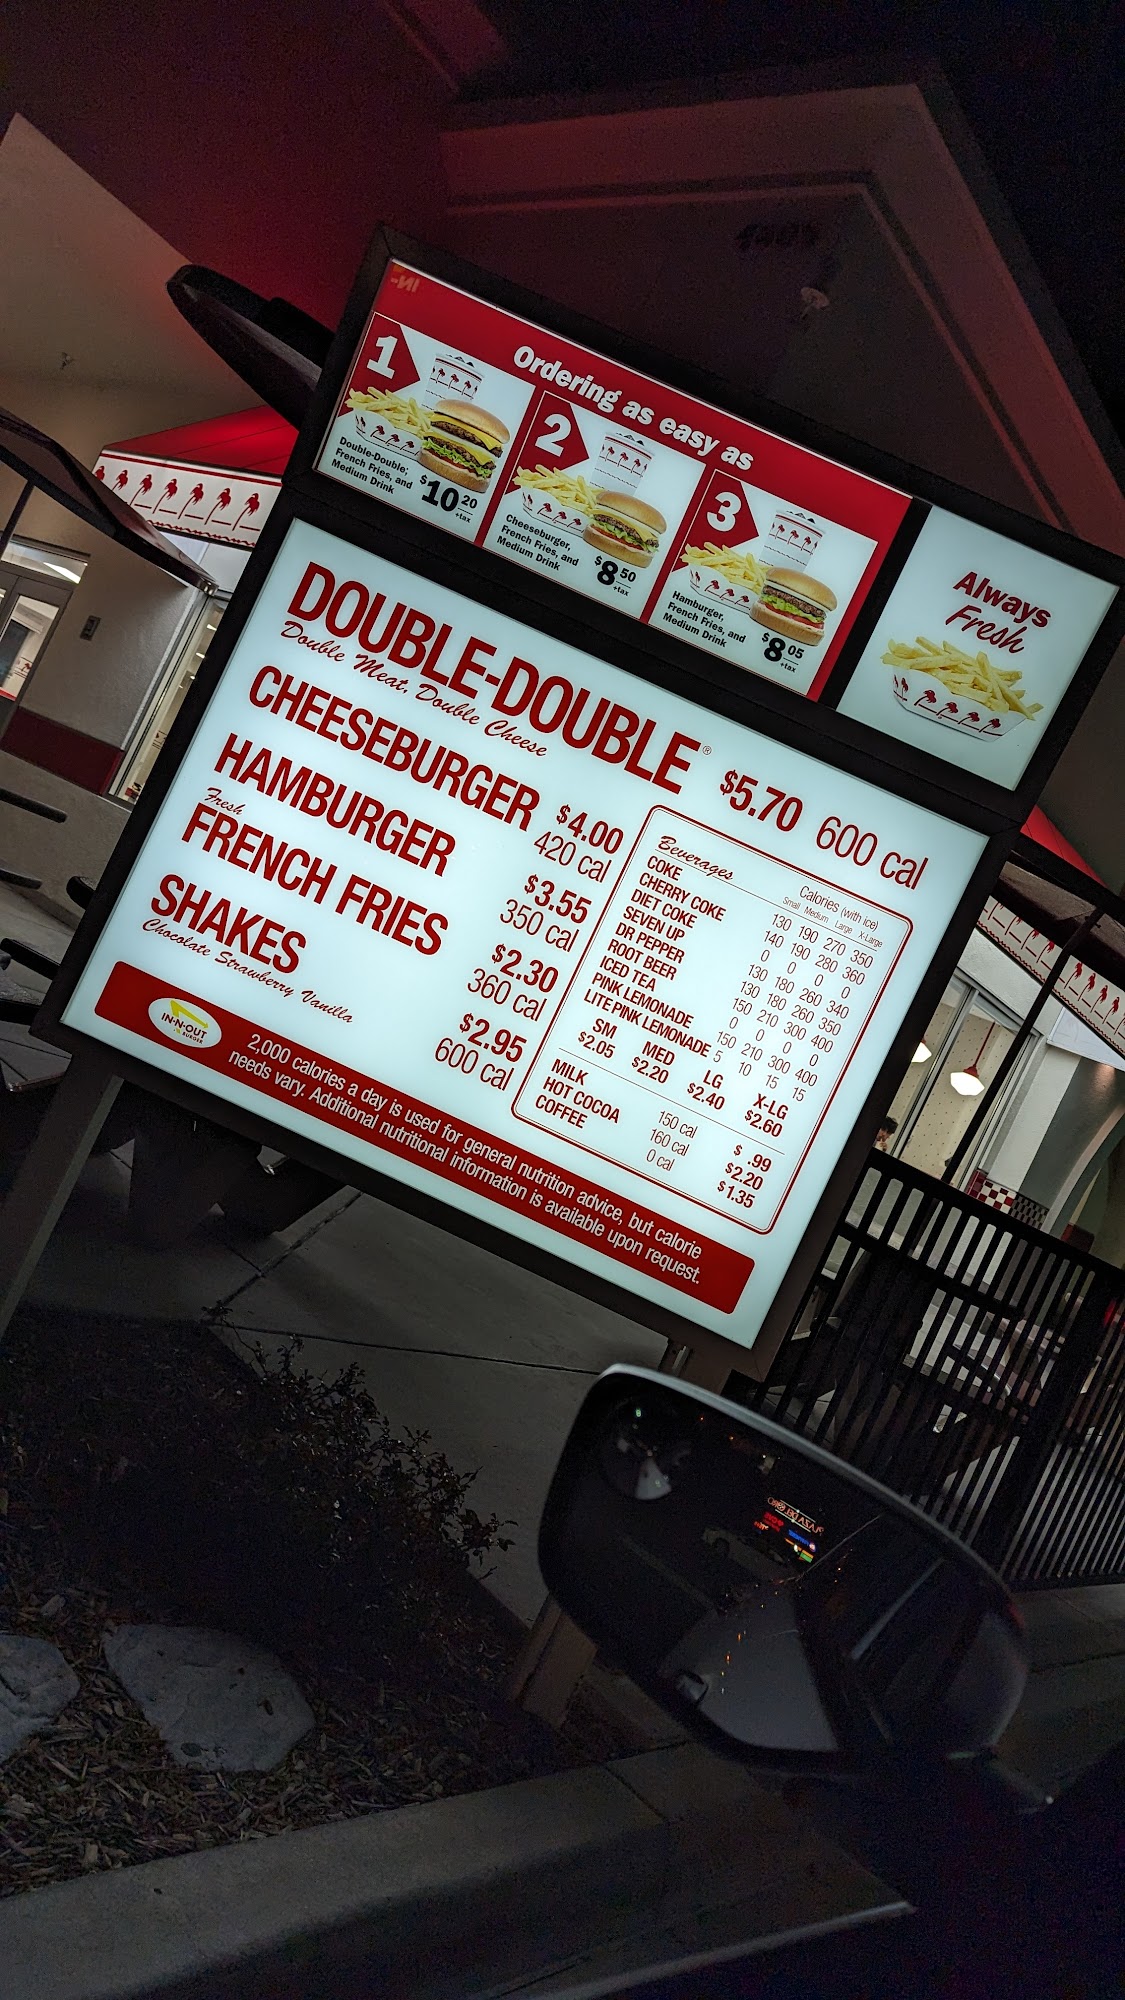 Ordering as easy as
1
Double-Double,
French Fries, and
Medium Drink
$10.20
+tax
2
Cheeseburger,
French Fries, and
Medium Drink
$8.50
+tax
3
Hamburger,
French Fries, and
Medium Drink
$8.05
+tax
Always
Fresh
DOUBLE-DOUBLE® $5.70 600 cal
Double Meat, Double Cheese
CHEESEBURGER $4.00
420 cal
HAMBURGER $3.55
350 cal
Fresh
FRENCH FRIES $2.30
360 cal
SHAKES $2.95
Chocolate Strawberry Vanilla 600 cal
Beverages Calories (with ice)
Small Medium Large X-Large
COKE 130 190 270 350
CHERRY COKE 140 190 280 360
DIET COKE 0 0 0 0
SEVEN UP 130 180 260 340
DR PEPPER 130 180 260 350
ROOT BEER 150 210 300 400
ICED TEA 0 0 0 0
PINK LEMONADE 150 210 300 400
LITE PINK LEMONADE 5 10 15 15
SM MED LG X-LG
$2.05 $2.20 $2.40 $2.60
MILK 150 cal $ .99
HOT COCOA 160 cal $2.20
COFFEE 0 cal $1.35
IN-N-OUT
BURGER
2,000 calories a day is used for general nutrition advice, but calorie
needs vary. Additional nutritional information is available upon request.